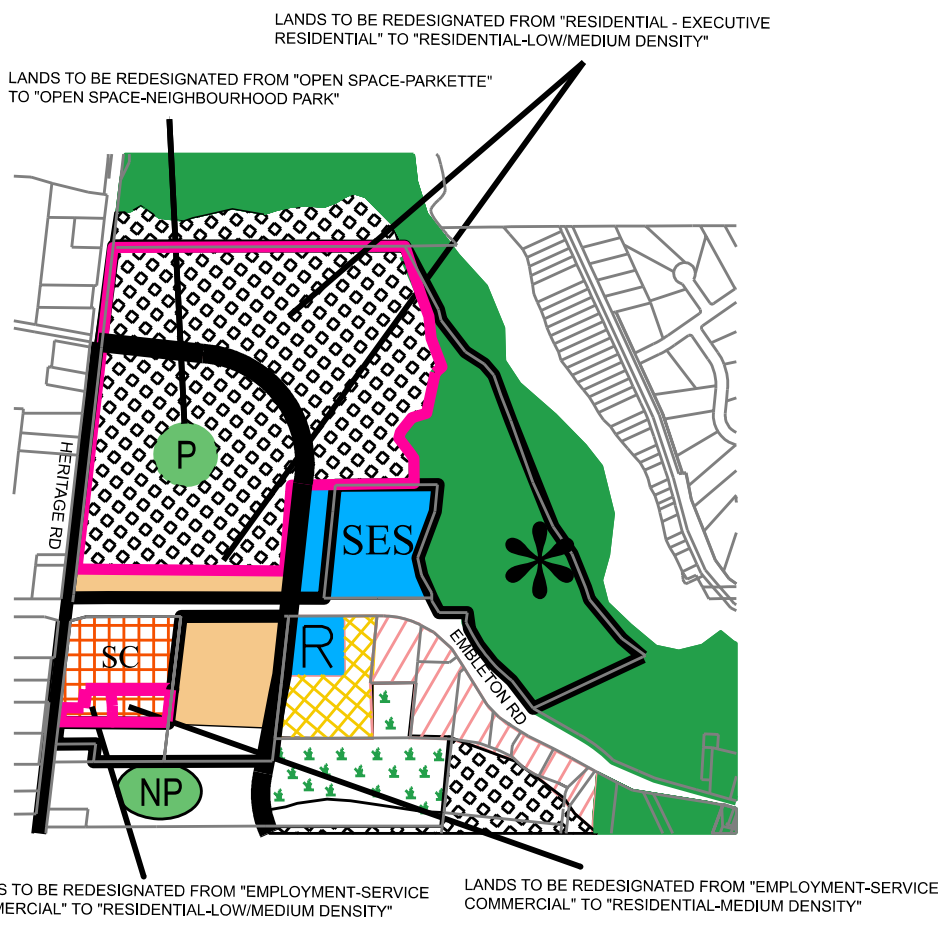 LANDS TO BE REDESIGNATED FROM "RESIDENTIAL - EXECUTIVE
RESIDENTIAL" TO "RESIDENTIAL-LOW/MEDIUM DENSITY"
LANDS TO BE REDESIGNATED FROM "OPEN SPACE-PARKETTE"
TO "OPEN SPACE-NEIGHBOURHOOD PARK"
P
HERITAGE RD
SES
SC
R
EMBLETON RD
NP
S TO BE REDESIGNATED FROM "EMPLOYMENT-SERVICE
MERCIAL" TO "RESIDENTIAL-LOW/MEDIUM DENSITY"
LANDS TO BE REDESIGNATED FROM "EMPLOYMENT-SERVICE
COMMERCIAL" TO "RESIDENTIAL-MEDIUM DENSITY"